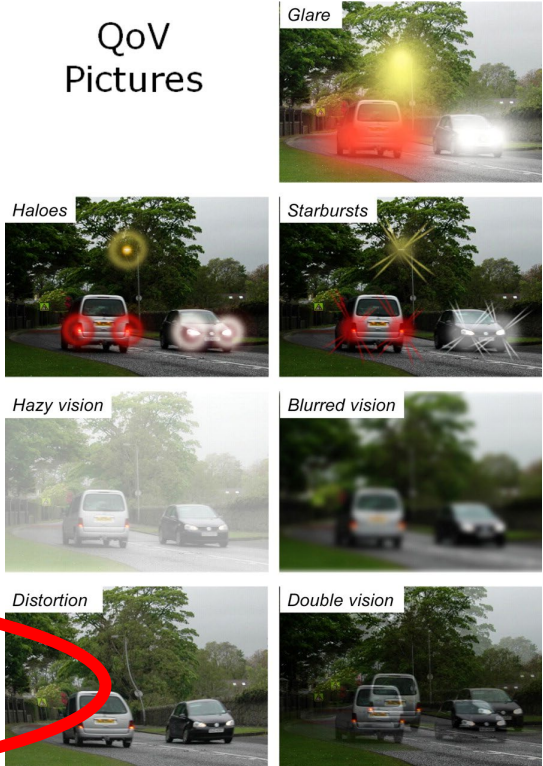 QoV
Pictures
Glare
Haloes
Starbursts
Hazy vision
Blurred vision
Distortion
Double vision